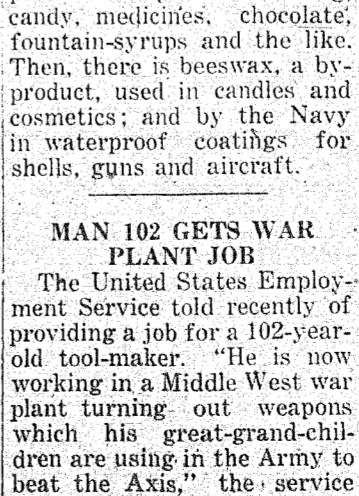 candy, medicines, chocolate,
fountain-syrups and the like.
Then, there is beeswax, a by-
product, used in candles and
cosmetics; and by the Navy
in waterproof coatings for
shells, guns and aircraft.
MAN 102 GETS WAR
PLANT JOB
The United States Employ-
ment Service told recently of
providing a job for a 102-year-
old tool-maker. "He is now
working in a Middle West war
plant turning out weapons
which his great-grand-chil-
dren are using in the Army to
beat the Axis," the service